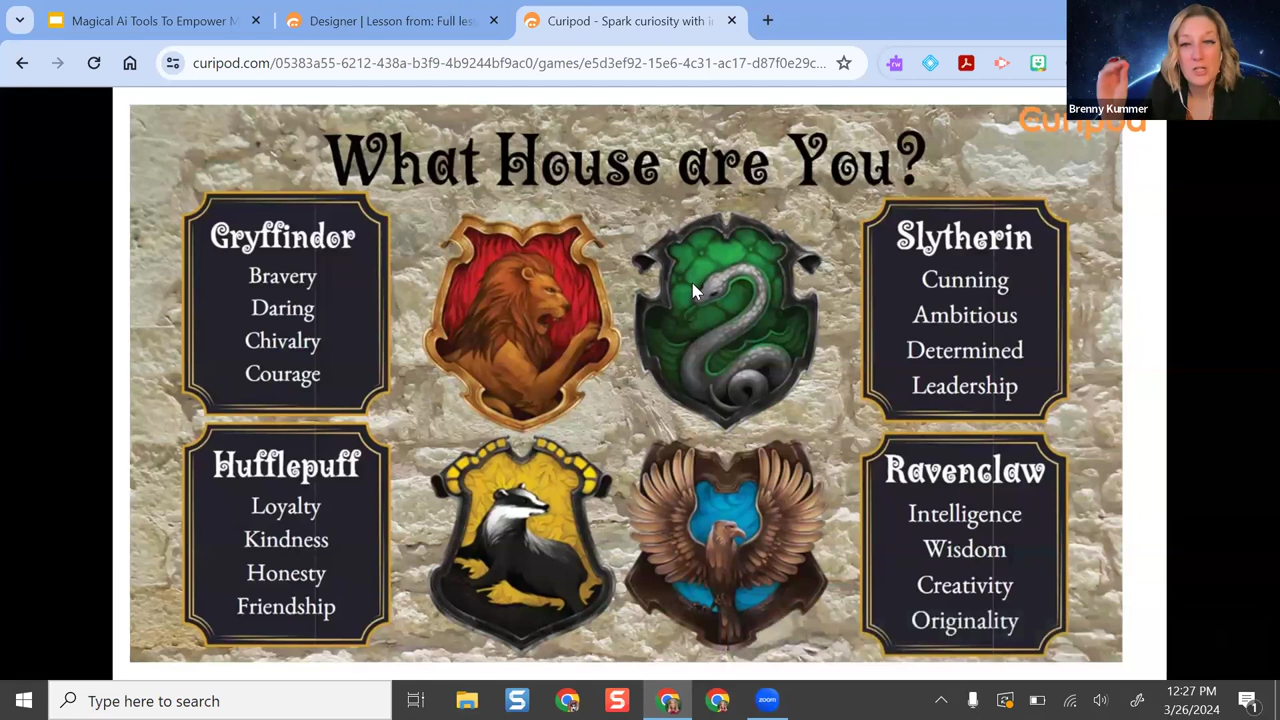 Magical Ai Tools To Empower M
Designer | Lesson from: Full les
Curipod - Spark curiosity with i
curipod.com/05383a55-6212-438a-b3f9-4b9244bf9ac0/games/e5d3ef92-15e6-4c31-ac17-d87f0e29c...
rw
Brenny Kummer
Curipod
What House are You?
Gryffindor
Bravery
Daring
Chivalry
Courage
Slytherin
Cunning
Ambitious
Determined
Leadership
Hufflepuff
Loyalty
Kindness
Honesty
Friendship
Ravenclaw
Intelligence
Wisdom
Creativity
Originality
Type here to search
S
S
zoom
12:27 PM
3/26/2024
1